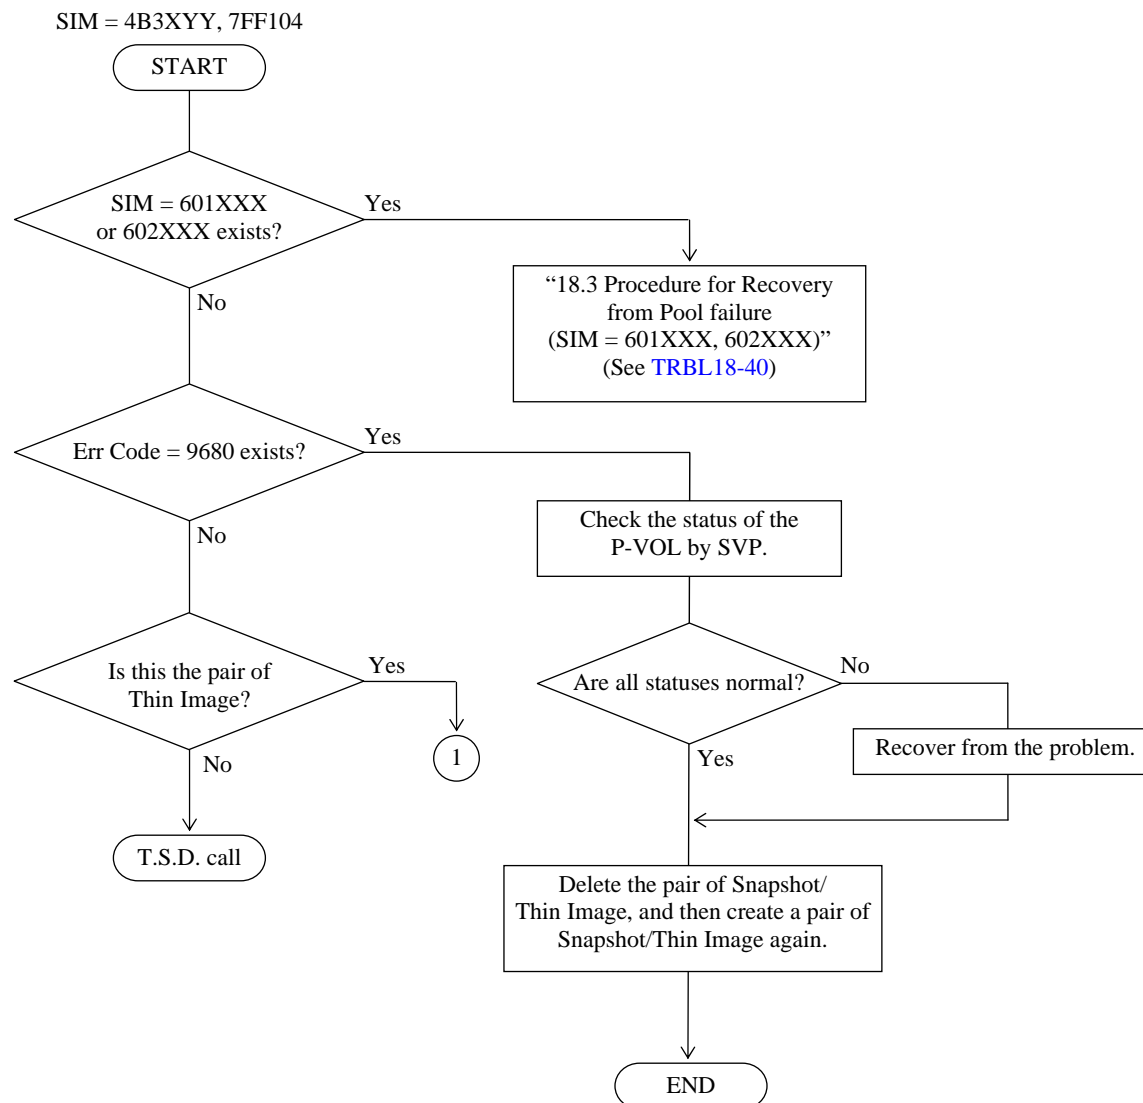 SIM = 4B3XYY, 7FF104
START
SIM = 601XXX
or 602XXX exists?
Yes
No
“18.3 Procedure for Recovery
from Pool failure
(SIM = 601XXX, 602XXX)”
(See TRBL18-40)
Err Code = 9680 exists?
Yes
No
Check the status of the
P-VOL by SVP.
Is this the pair of
Thin Image?
Yes
No
1
T.S.D. call
Are all statuses normal?
No
Yes
Recover from the problem.
Delete the pair of Snapshot/
Thin Image, and then create a pair of
Snapshot/Thin Image again.
END